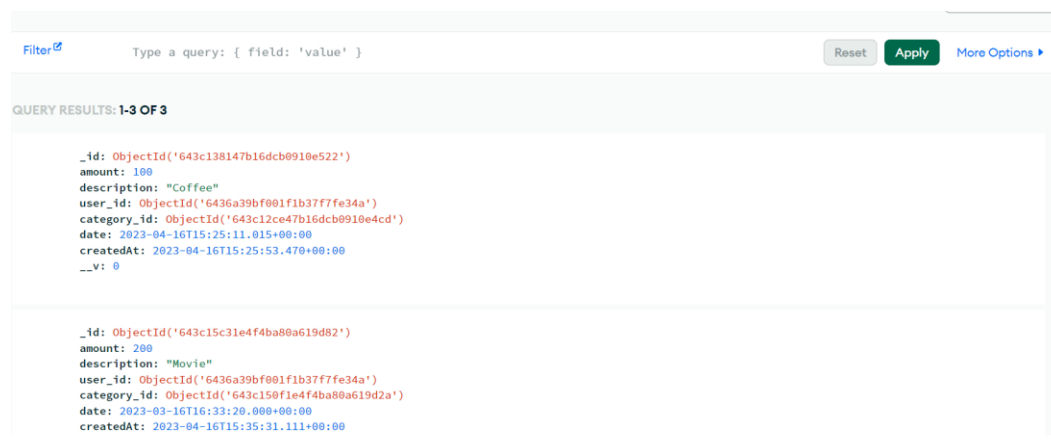 Filter
Type a query: { field: 'value' }
Reset
Apply
More Options
QUERY RESULTS: 1-3 OF 3
_id: ObjectId('643c138147b16dcb0910e522')
amount: 100
description: "Coffee"
user_id: ObjectId('6436a39bf001f1b37f7fe34a')
category_id: ObjectId('643c12ce47b16dcb0910e4cd')
date: 2023-04-16T15:25:11.015+00:00
createdAt: 2023-04-16T15:25:53.470+00:00
__v: 0
_id: ObjectId('643c15c31e4f4ba80a619d82')
amount: 200
description: "Movie"
user_id: ObjectId('6436a39bf001f1b37f7fe34a')
category_id: ObjectId('643c150f1e4f4ba80a619d2a')
date: 2023-03-16T16:33:20.000+00:00
createdAt: 2023-04-16T15:35:31.111+00:00